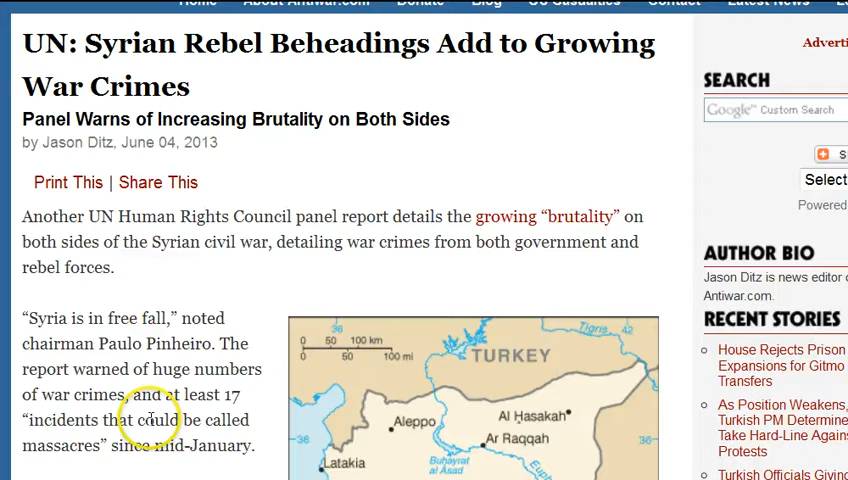 Home About Antiwar.com Donate Blog US Casualties Contact Latest News
UN: Syrian Rebel Beheadings Add to Growing
War Crimes
Panel Warns of Increasing Brutality on Both Sides
by Jason Ditz, June 04, 2013
Print This | Share This
Another UN Human Rights Council panel report details the growing “brutality” on
both sides of the Syrian civil war, detailing war crimes from both government and
rebel forces.
“Syria is in free fall,” noted
chairman Paulo Pinheiro. The
report warned of huge numbers
of war crimes, and at least 17
“incidents that could be called
massacres” since mid-January.
36 42
0 50 100 km
0 50 100 mi
Tigris
TURKEY
Al Hasakah
Aleppo
Ar Raqqah
36
Buhayrat
al Asad
Latakia
SEARCH
Google™ Custom Search
Select
Powered
AUTHOR BIO
Jason Ditz is news editor
Antiwar.com.
RECENT STORIES
House Rejects Prison
Expansions for Gitmo
Transfers
As Position Weakens,
Turkish PM Determine
Take Hard-Line Agains
Protests
Turkish Officials Giving